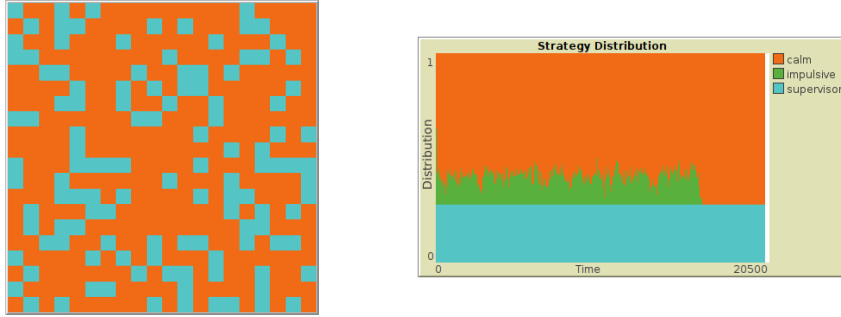 Strategy Distribution
1
calm
impulsive
supervisor
Distribution
0
0
Time
20500